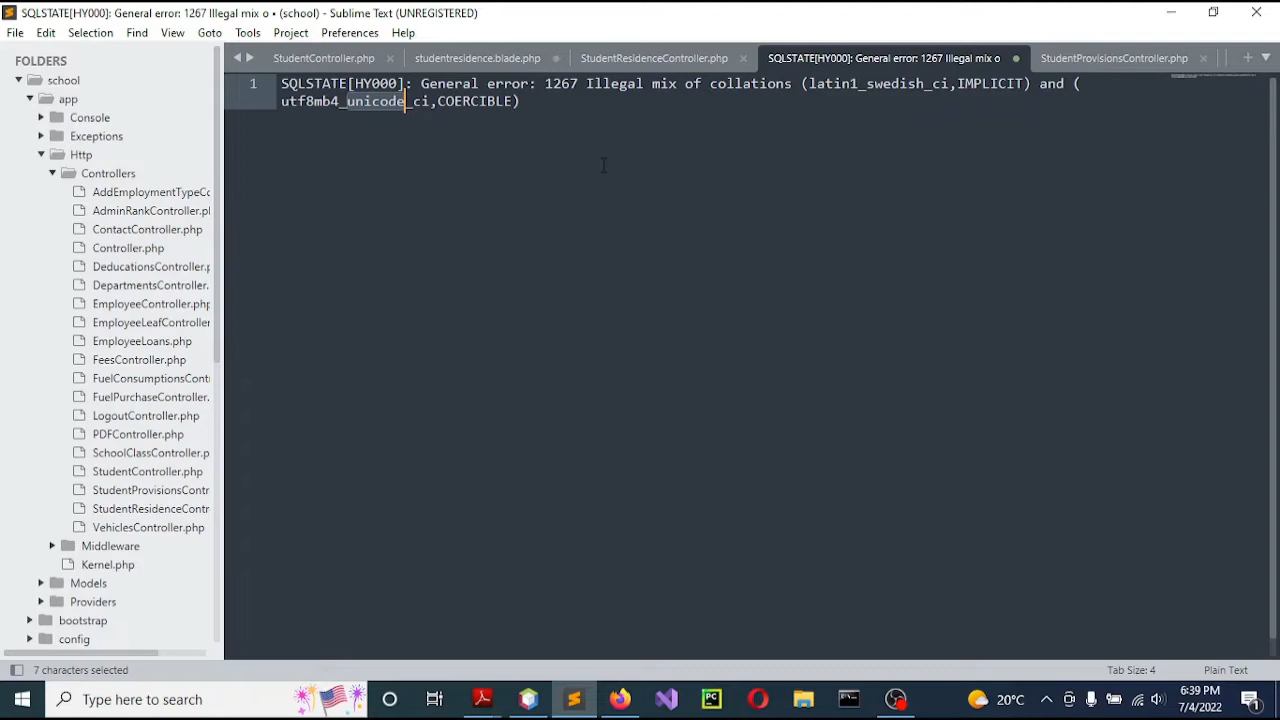 SQLSTATE[HY000]: General error: 1267 Illegal mix o • (school) - Sublime Text (UNREGISTERED)
File Edit Selection Find View Goto Tools Project Preferences Help
FOLDERS
school
app
Console
Exceptions
Http
Controllers
AddEmploymentTypeCo
AdminRankController.pl
ContactController.php
Controller.php
DeductionsController.p
DepartmentsController.
EmployeeController.php
EmployeeLeafController
EmployeeLoans.php
FeesController.php
FuelConsumptionsConti
FuelPurchaseController.
LogoutController.php
PDFController.php
SchoolClassController.p
StudentController.php
StudentProvisionsContr
StudentResidenceContr
VehiclesController.php
Middleware
Kernel.php
Models
Providers
bootstrap
config
StudentController.php studentresidence.blade.php StudentResidenceController.php SQLSTATE[HY000]: General error: 1267 Illegal mix o StudentProvisionsController.php
1 SQLSTATE[HY000]: General error: 1267 Illegal mix of collations (latin1_swedish_ci,IMPLICIT) and (
utf8mb4_unicode_ci,COERCIBLE)
7 characters selected Tab Size: 4 Plain Text
Type here to search 20°C 6:39 PM
7/4/2022 1